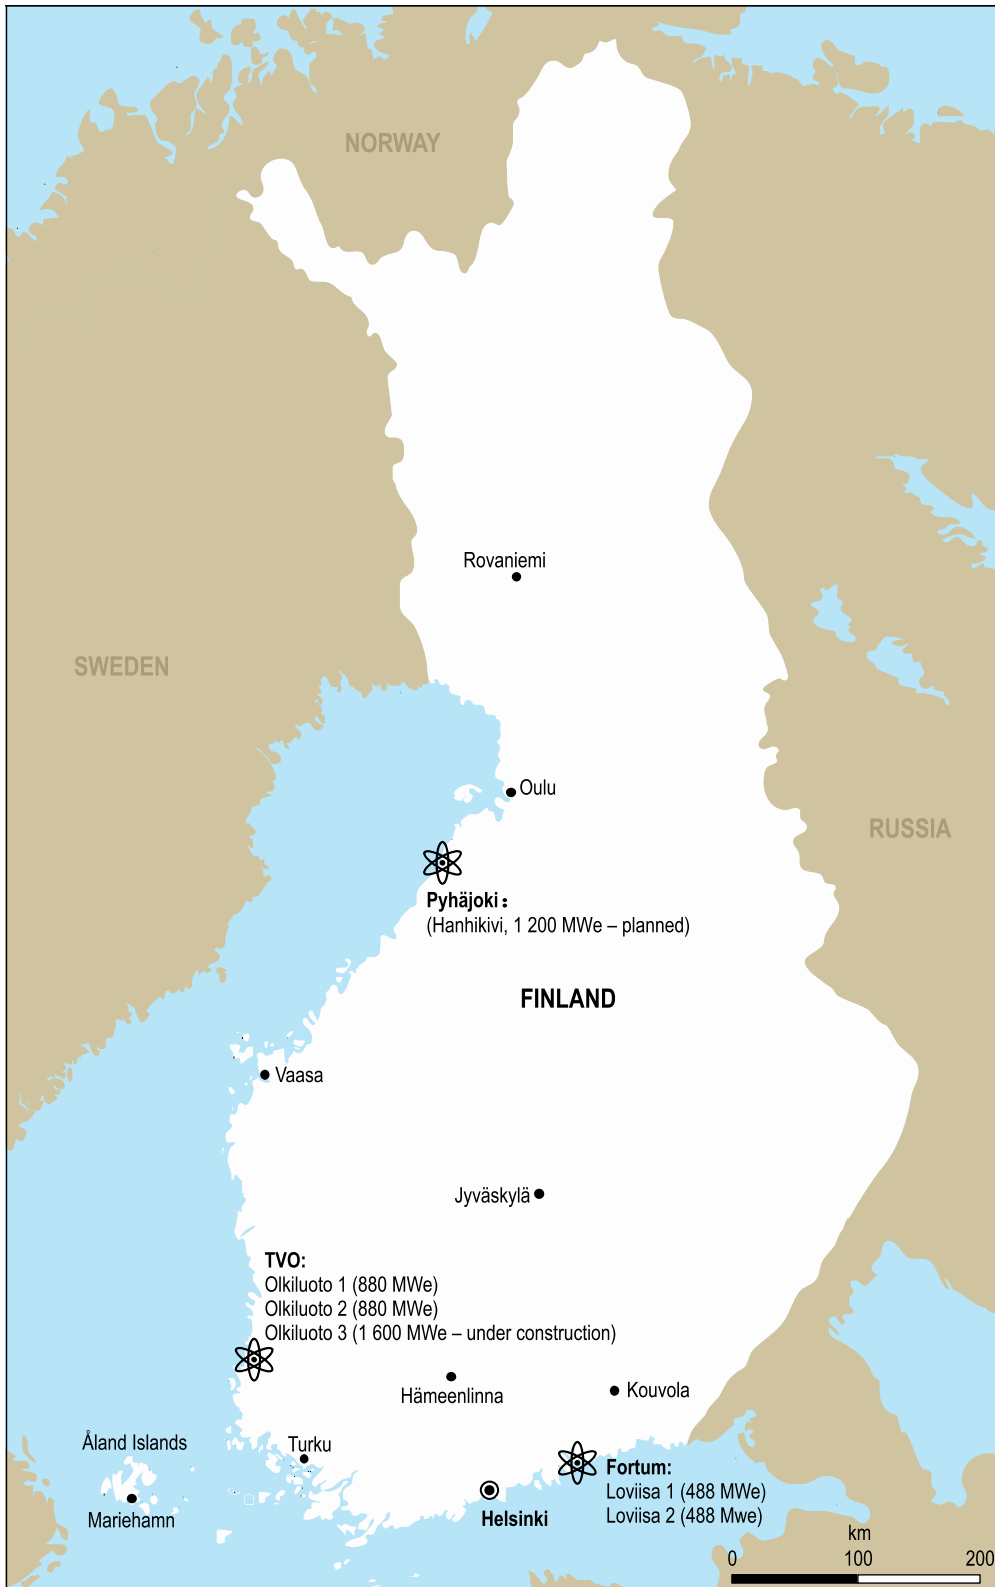 NORWAY
Rovaniemi
SWEDEN
Oulu
RUSSIA
Pyhäjoki :
(Hanhikivi, 1 200 MWe – planned)
FINLAND
Vaasa
Jyväskylä
TVO:
Olkiluoto 1 (880 MWe)
Olkiluoto 2 (880 MWe)
Olkiluoto 3 (1 600 MWe – under construction)
Hämeenlinna
Kouvola
Åland Islands
Turku
Mariehamn
Helsinki
Fortum:
Loviisa 1 (488 MWe)
Loviisa 2 (488 Mwe)
km
0 100 200